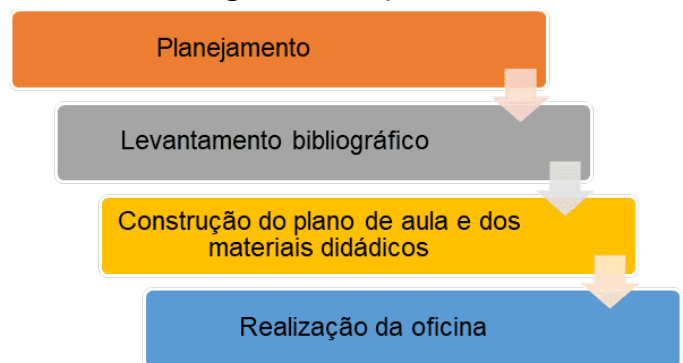 Planejamento
Levantamento bibliográfico
Construção do plano de aula e dos
materiais didádicos
Realização da oficina